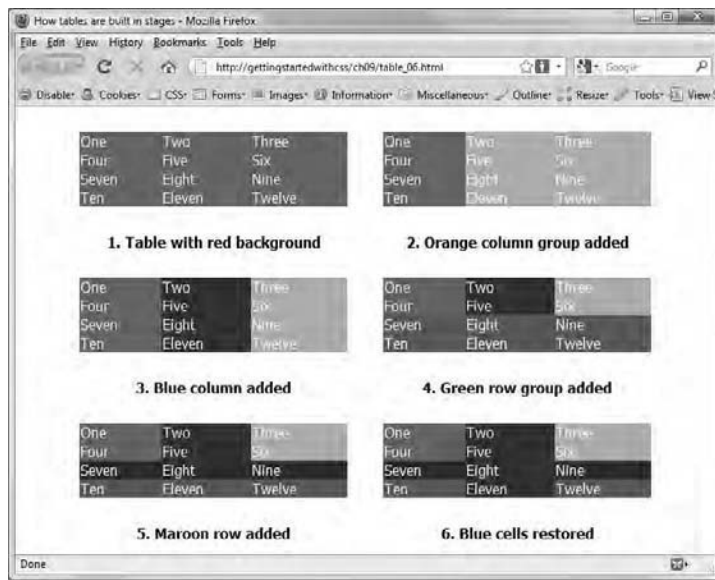 How tables are built in stages - Mozilla Firefox
File Edit View History Bookmarks Tools Help
http://gettingstartedwithcss/ch09/table_06.html
Google
Disable Cookies CSS Forms Images Information Miscellaneous Outline Resize Tools View S
One Two Three
Four Five Six
Seven Eight Nine
Ten Eleven Twelve
1. Table with red background
One Two Three
Four Five Six
Seven Eight Nine
Ten Eleven Twelve
2. Orange column group added
One Two Three
Four Five Six
Seven Eight Nine
Ten Eleven Twelve
3. Blue column added
One Two Three
Four Five Six
Seven Eight Nine
Ten Eleven Twelve
4. Green row group added
One Two Three
Four Five Six
Seven Eight Nine
Ten Eleven Twelve
5. Maroon row added
One Two Three
Four Five Six
Seven Eight Nine
Ten Eleven Twelve
6. Blue cells restored
Done